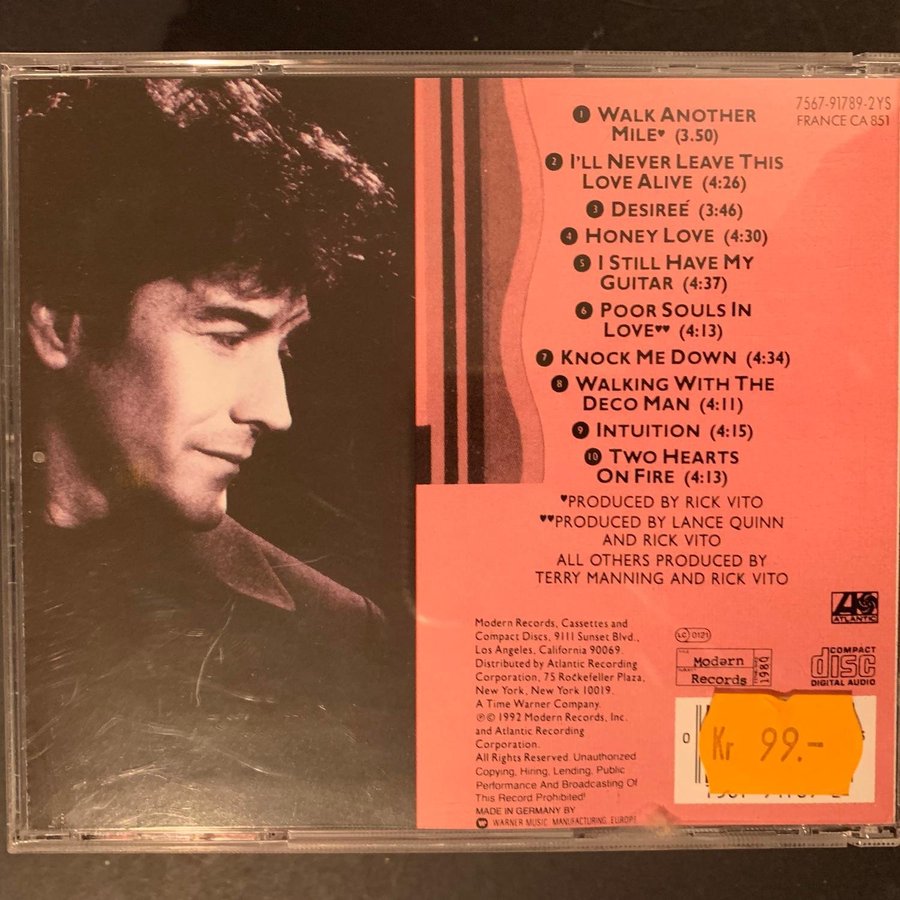 7567-91789-2YS
FRANCE CA 851
1 WALK ANOTHER
MILE♥ (3.50)
2 I'LL NEVER LEAVE THIS
LOVE ALIVE (4:26)
3 DESIREÉ (3:46)
4 HONEY LOVE (4:30)
5 I STILL HAVE MY
GUITAR (4:37)
6 POOR SOULS IN
LOVE♥♥ (4:13)
7 KNOCK ME DOWN (4:34)
8 WALKING WITH THE
DECO MAN (4:11)
9 INTUITION (4:15)
10 TWO HEARTS
ON FIRE (4:13)
♥PRODUCED BY RICK VITO
♥♥PRODUCED BY LANCE QUINN
AND RICK VITO
ALL OTHERS PRODUCED BY
TERRY MANNING AND RICK VITO
Modern Records, Cassettes and
Compact Discs, 9111 Sunset Blvd.,
Los Angeles, California 90069.
Distributed by Atlantic Recording
Corporation, 75 Rockefeller Plaza,
New York, New York 10019.
A Time Warner Company.
℗© 1992 Modern Records, Inc.
and Atlantic Recording
Corporation.
All Rights Reserved. Unauthorized
Copying, Hiring, Lending, Public
Performance And Broadcasting Of
This Record Prohibited!
MADE IN GERMANY BY
WARNER MUSIC MANUFACTURING EUROPE
ATLANTIC
LC 0121
Modern
Records
1980
COMPACT
disc
DIGITAL AUDIO
0
Kr 99.-